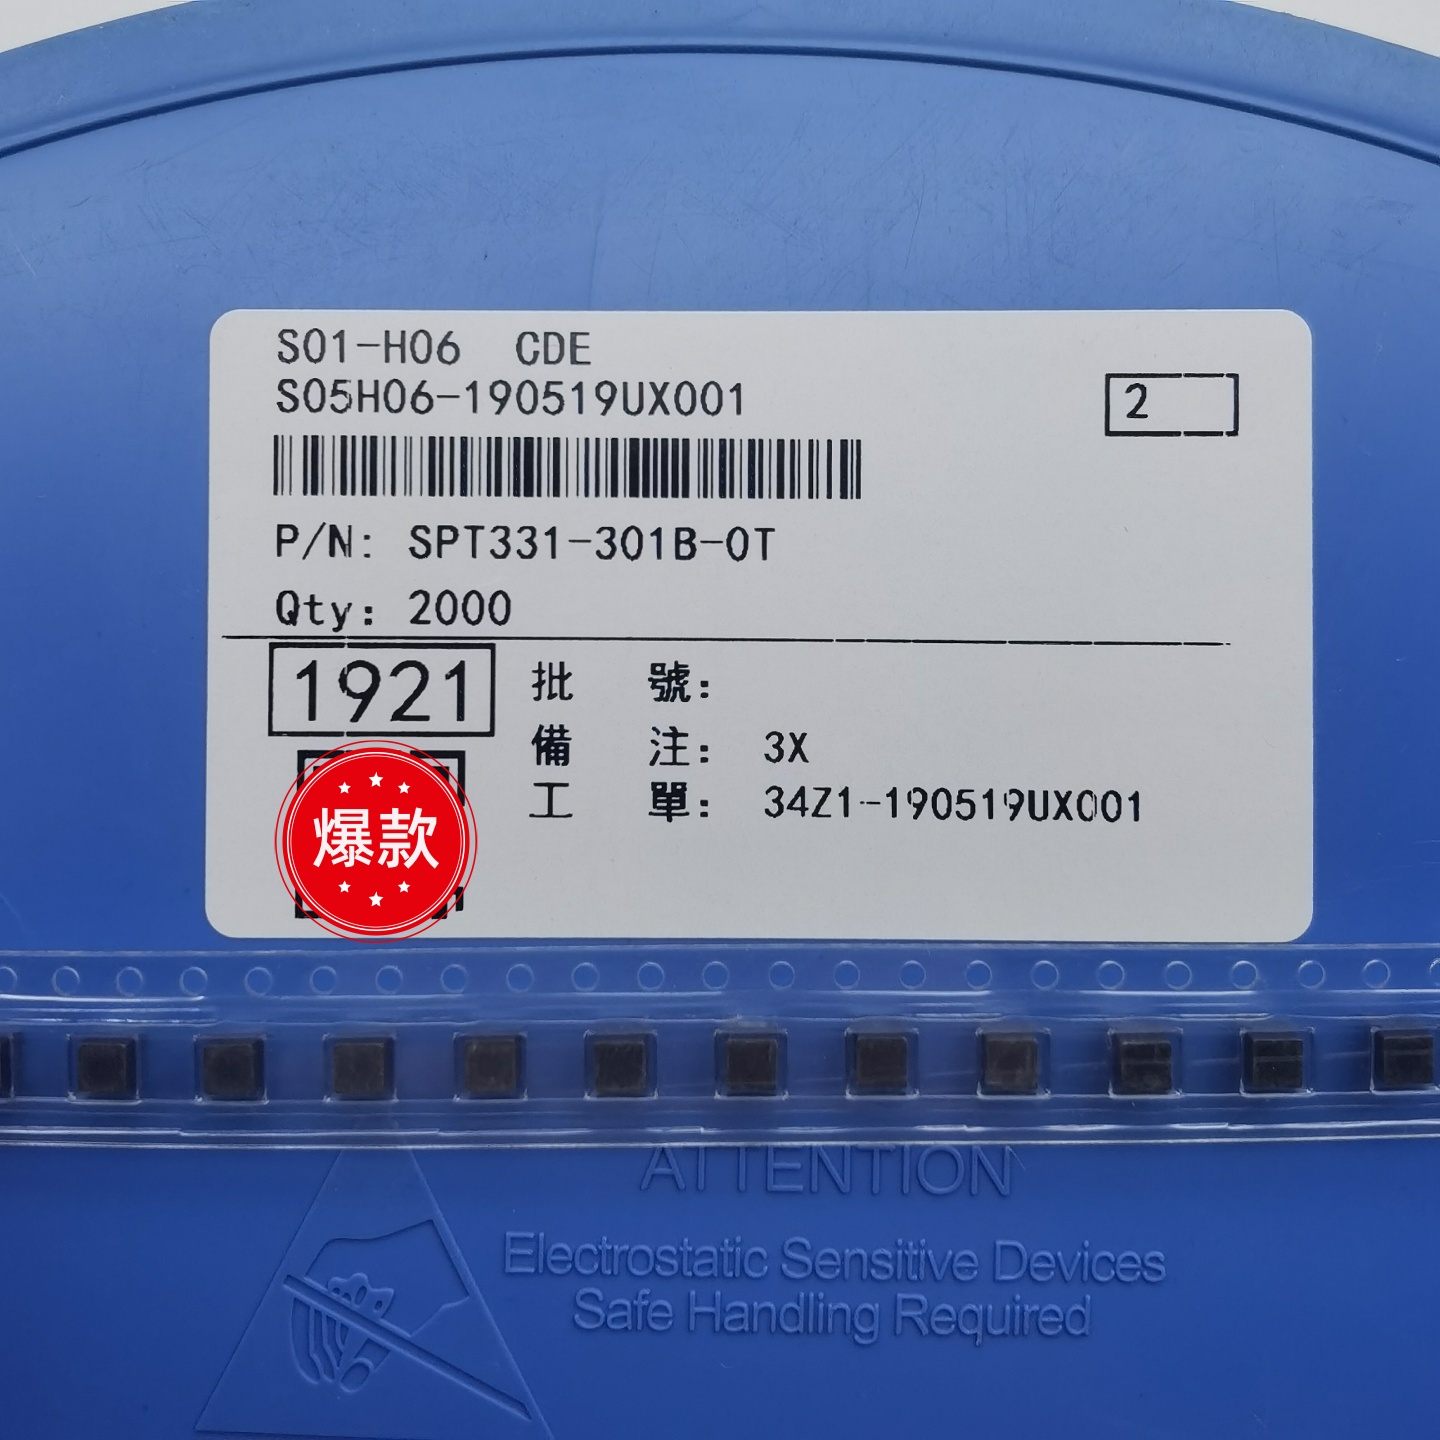 S01-H06 CDE
S05H06-190519UX001
2
P/N: SPT331-301B-0T
Qty: 2000
1921
批 號:
備 注: 3X
工 單: 34Z1-190519UX001
爆款
ATTENTION
Electrostatic Sensitive Devices
Safe Handling Required